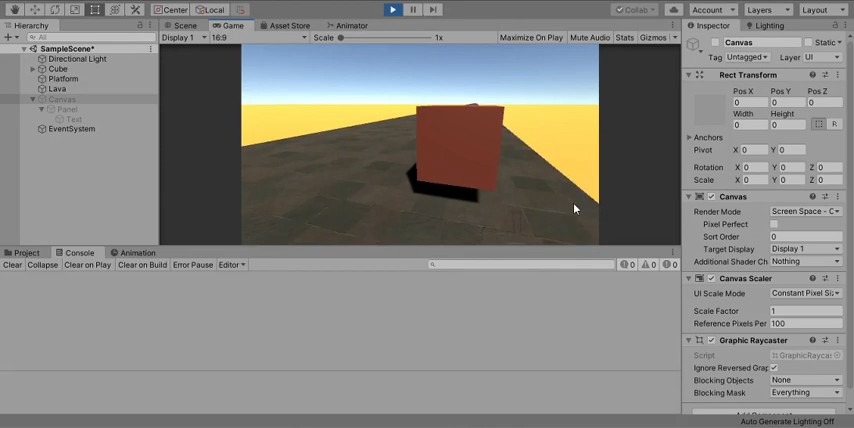 Center Local Collab Account Layers Layout
Hierarchy
All
SampleScene*
Directional Light
Cube
Platform
Lava
Canvas
Panel
Text
EventSystem
Scene Game Asset Store Animator
Display 1 16:9 Scale 1x Maximize On Play Mute Audio Stats Gizmos
Project Console Animation
Clear Collapse Clear on Play Clear on Build Error Pause Editor 0 0 0
Inspector Lighting
Canvas Static
Tag Untagged Layer UI
Rect Transform
Pos X Pos Y Pos Z
0 0 0
Width Height
0 0 R
Anchors
Pivot X 0 Y 0
Rotation X 0 Y 0 Z 0
Scale X 0 Y 0 Z 0
Canvas
Render Mode Screen Space - O
Pixel Perfect
Sort Order 0
Target Display Display 1
Additional Shader Ch Nothing
Canvas Scaler
UI Scale Mode Constant Pixel Si
Scale Factor 1
Reference Pixels Per 100
Graphic Raycaster
Script GraphicRaycas
Ignore Reversed Grap
Blocking Objects None
Blocking Mask Everything
Auto Generate Lighting Off